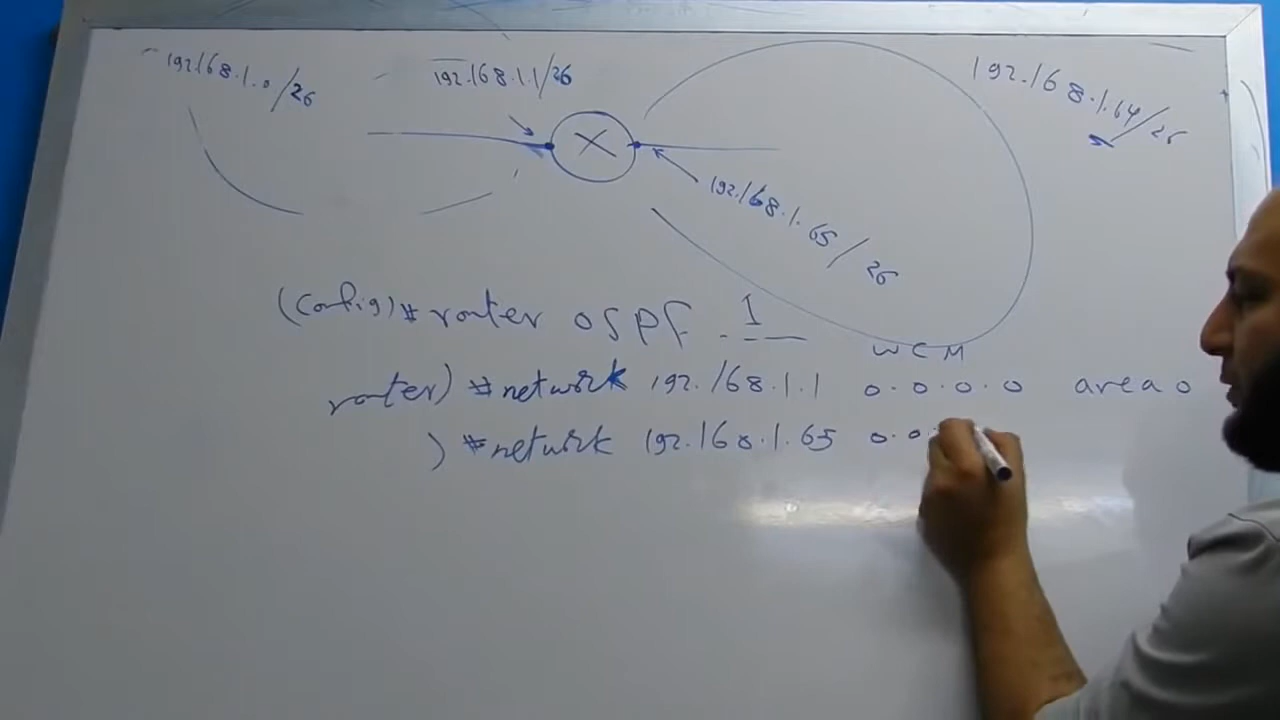 192.168.1.0/26
192.168.1.1/26
192.168.1.64/26
192.168.1.65/26
(config)# router ospf 1
WCM
router) #network 192.168.1.1 0.0.0.0 area 0
) #network 192.168.1.65 0.0